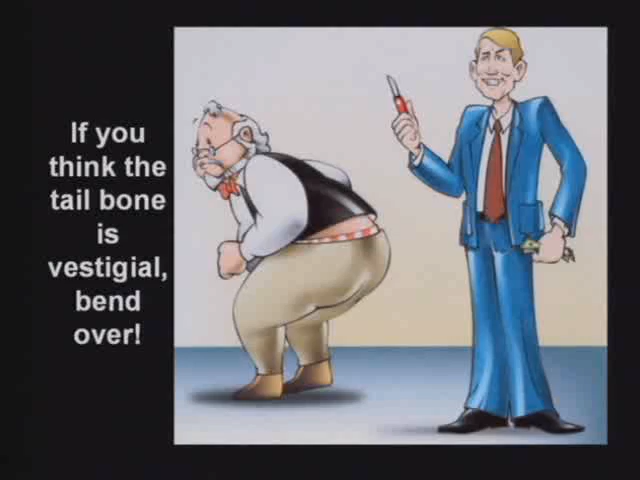 If you
think the
tail bone
is
vestigial,
bend
over!